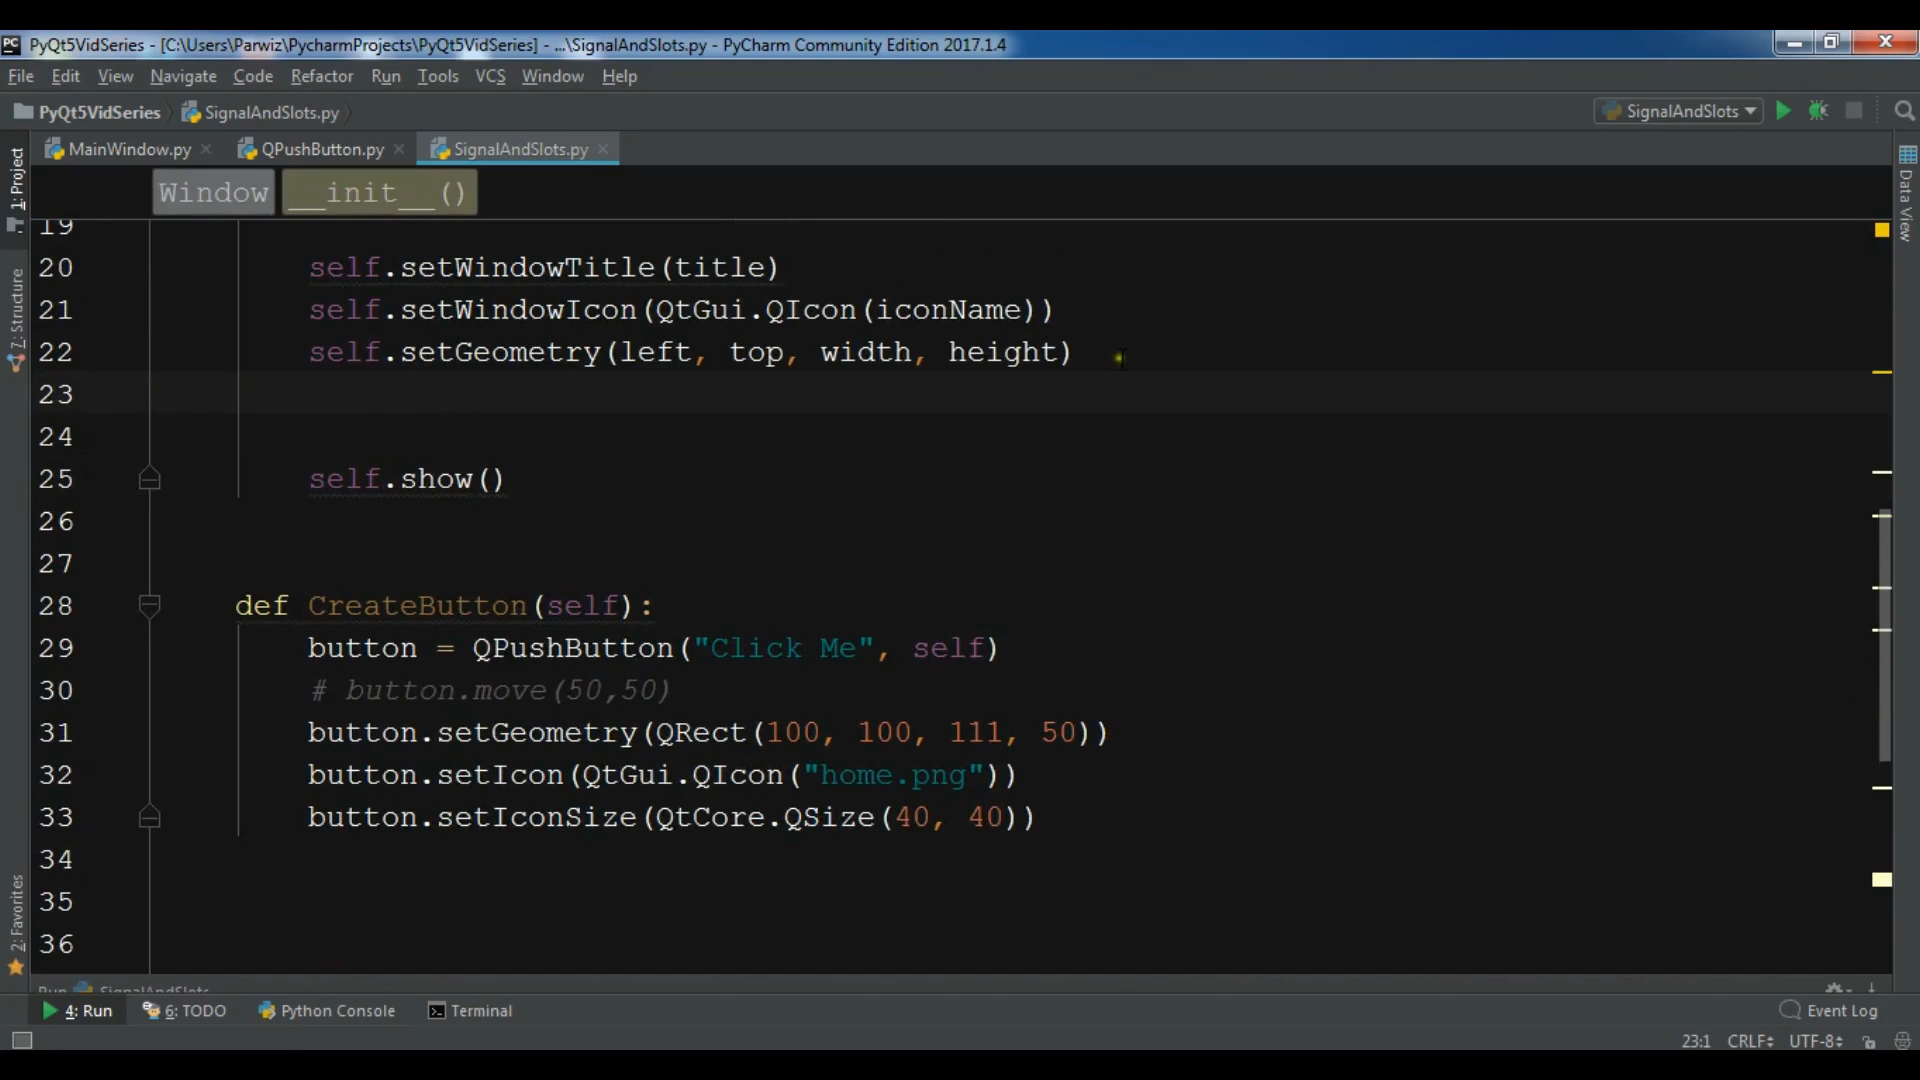 PC PyQt5VidSeries - [C:\Users\Parwiz\PycharmProjects\PyQt5VidSeries] - ...\SignalAndSlots.py - PyCharm Community Edition 2017.1.4
File Edit View Navigate Code Refactor Run Tools VCS Window Help
PyQt5VidSeries SignalAndSlots.py SignalAndSlots
MainWindow.py QPushButton.py SignalAndSlots.py
1: Project
Data View
Window __init__()
19
20 self.setWindowTitle(title)
21 self.setWindowIcon(QtGui.QIcon(iconName))
7: Structure
22 self.setGeometry(left, top, width, height)
23
24
25 self.show()
26
27
28 def CreateButton(self):
29 button = QPushButton("Click Me", self)
30 # button.move(50,50)
31 button.setGeometry(QRect(100, 100, 111, 50))
32 button.setIcon(QtGui.QIcon("home.png"))
33 button.setIconSize(QtCore.QSize(40, 40))
34
35
2: Favorites
36
Run SignalAndSlots
4: Run 6: TODO Python Console Terminal Event Log
23:1 CRLF UTF-8